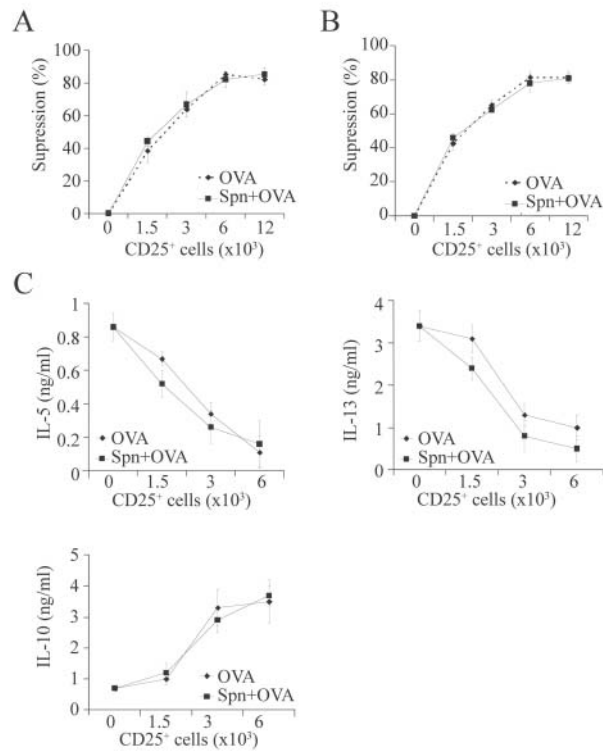 A
Supression (%)
100
80
60
40
20
0
OVA
Spn+OVA
0 1.5 3 6 12
CD25⁺ cells (x10³)
B
Supression (%)
100
80
60
40
20
0
OVA
Spn+OVA
0 1.5 3 6 12
CD25⁺ cells (x10³)
C
IL-5 (ng/ml)
1
0.8
0.6
0.4
0.2
0
OVA
Spn+OVA
0 1.5 3 6
CD25⁺ cells (x10³)
IL-13 (ng/ml)
4
3
2
1
0
OVA
Spn+OVA
0 1.5 3 6
CD25⁺ cells (x10³)
IL-10 (ng/ml)
5
4
3
2
1
0
OVA
Spn+OVA
0 1.5 3 6
CD25⁺ cells (x10³)